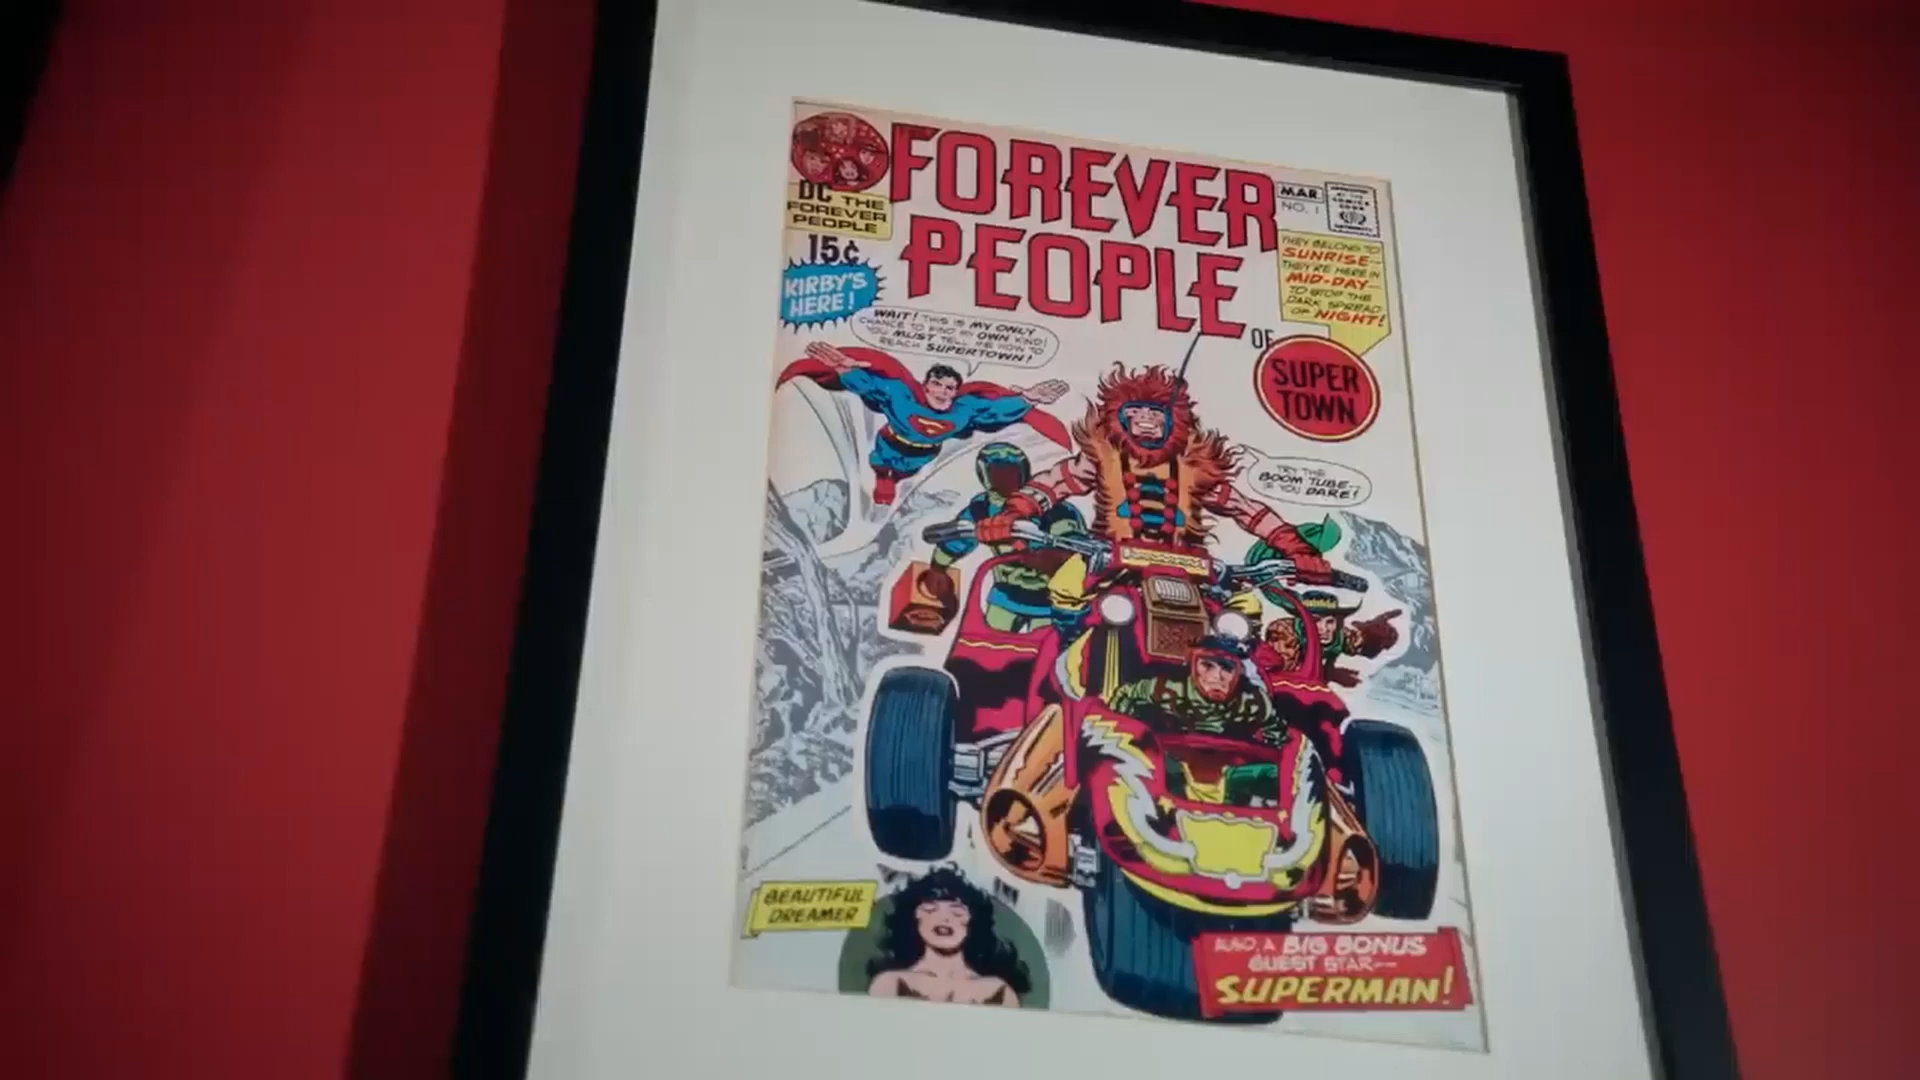 FOREVER
PEOPLE
OF
SUPER
TOWN
DC THE
FOREVER
PEOPLE
15¢
KIRBY'S
HERE!
MAR.
NO. 1
THEY BELONG TO
SUNRISE—
THEY'RE HERE IN
MID-DAY—
TO STOP THE
DARK SPREAD
OF NIGHT!
WAIT! THIS IS MY ONLY
CHANCE TO FIND MY OWN KIND!
YOU MUST TELL ME HOW TO
REACH SUPERTOWN!
TRY THE
BOOM TUBE—
IF YOU DARE!
BEAUTIFUL
DREAMER
ALSO, A BIG BONUS
GUEST STAR—
SUPERMAN!